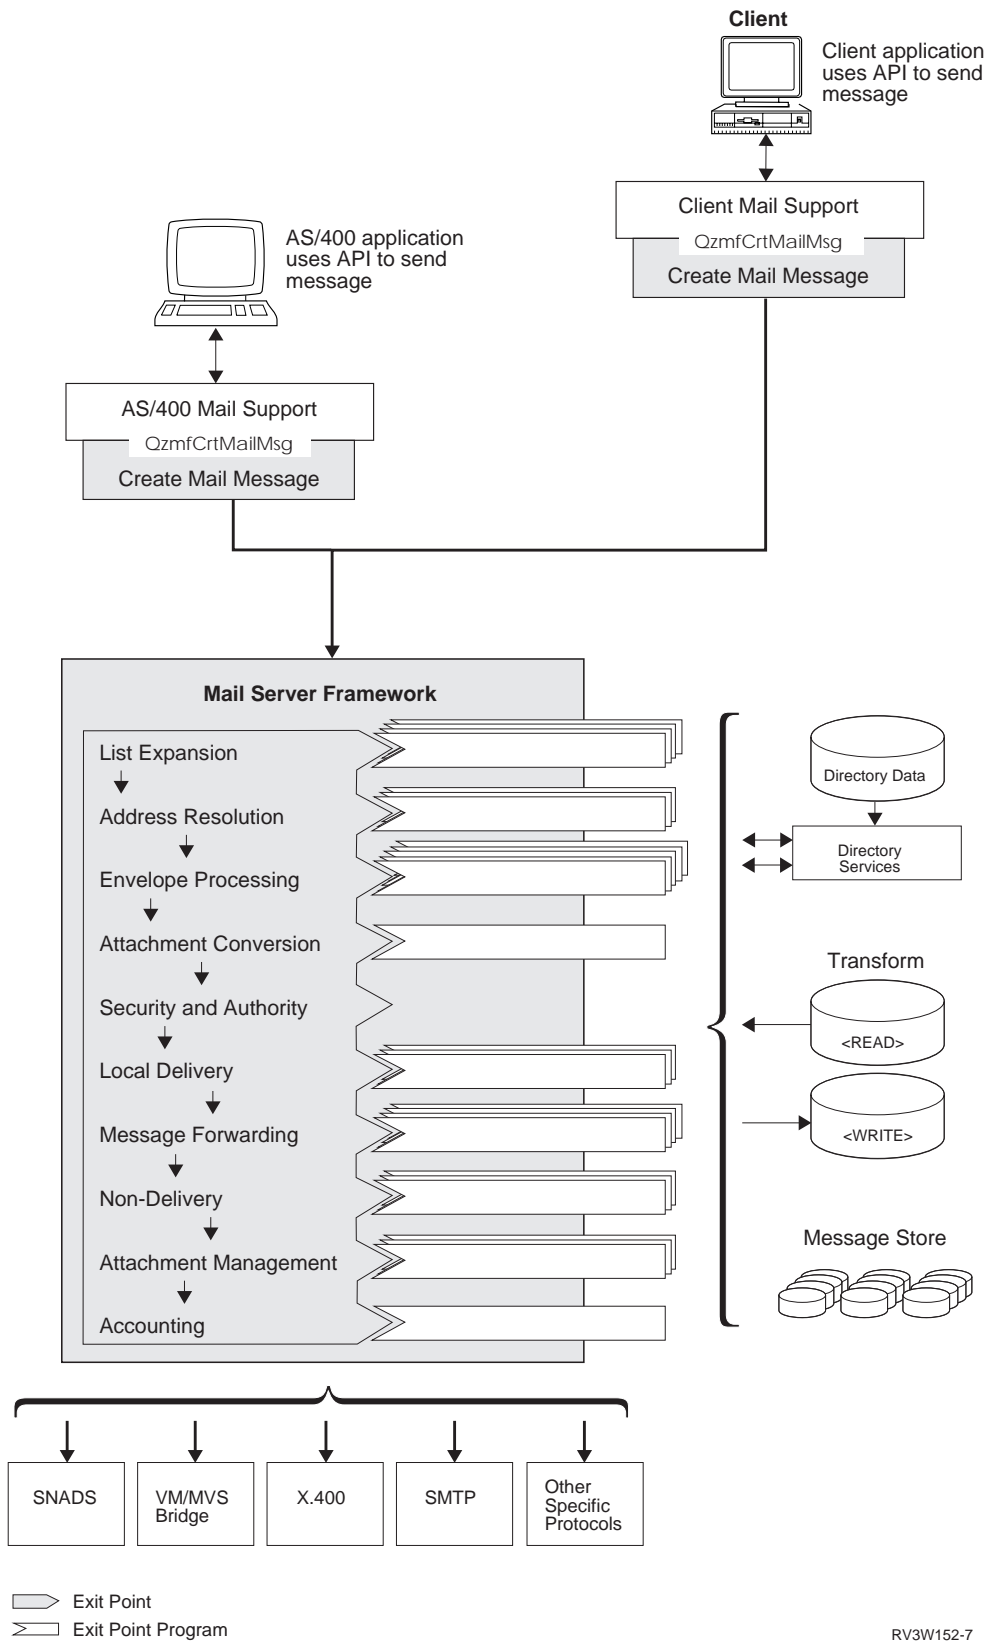 Client
Client application
uses API to send
message
Client Mail Support
QzmfCrtMailMsg
Create Mail Message
AS/400 application
uses API to send
message
AS/400 Mail Support
QzmfCrtMailMsg
Create Mail Message
Mail Server Framework
List Expansion
Address Resolution
Envelope Processing
Attachment Conversion
Security and Authority
Local Delivery
Message Forwarding
Non-Delivery
Attachment Management
Accounting
Directory Data
Directory
Services
Transform
<READ>
<WRITE>
Message Store
SNADS
VM/MVS
Bridge
X.400
SMTP
Other
Specific
Protocols
Exit Point
Exit Point Program
RV3W152-7